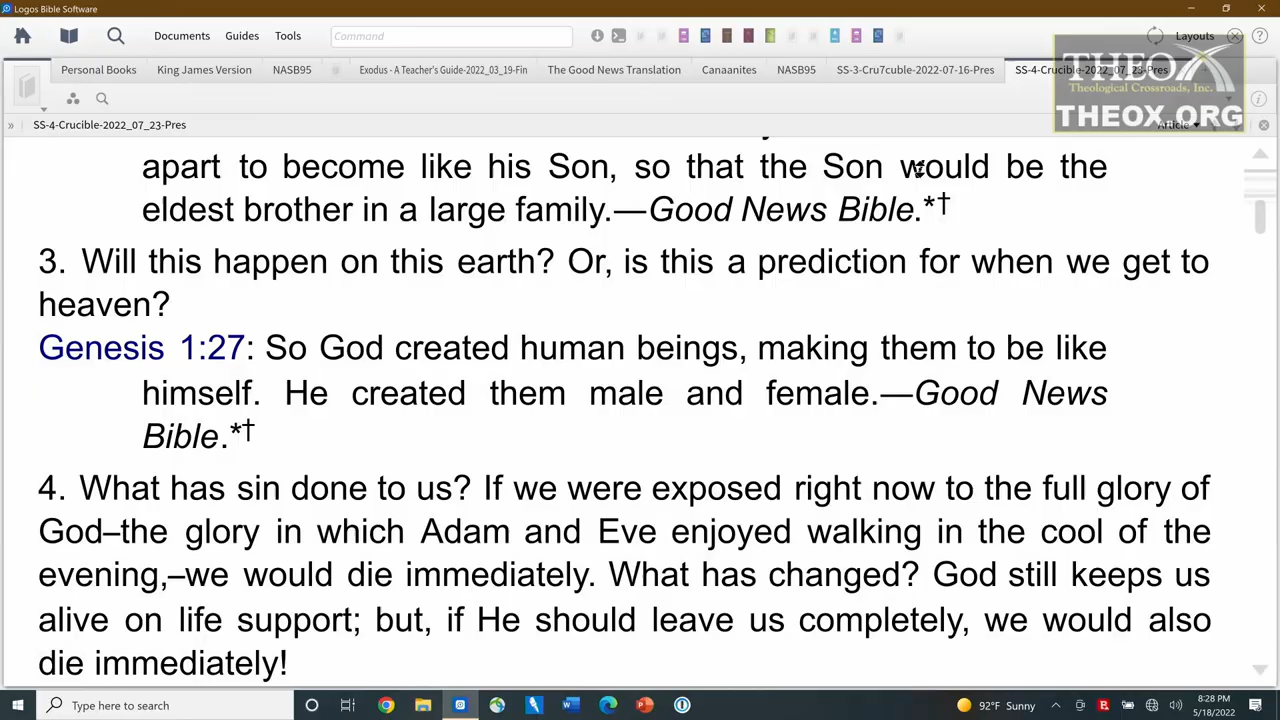 Logos Bible Software
Documents Guides Tools Command Layouts
THEOX
Theological Crossroads, Inc.
THEOX.ORG
Personal Books King James Version NASB95 2022_03_19-Fin The Good News Translation Canaanites NASB95 SS-3-Crucruble-2022-07-16-Pres SS-4-Crucible-2022_07_23-Pres
SS-4-Crucible-2022_07_23-Pres Article
apart to become like his Son, so that the Son would be the
eldest brother in a large family.—Good News Bible.*†
3. Will this happen on this earth? Or, is this a prediction for when we get to
heaven?
Genesis 1:27: So God created human beings, making them to be like
himself. He created them male and female.—Good News
Bible.*†
4. What has sin done to us? If we were exposed right now to the full glory of
God–the glory in which Adam and Eve enjoyed walking in the cool of the
evening,–we would die immediately. What has changed? God still keeps us
alive on life support; but, if He should leave us completely, we would also
die immediately!
Type here to search 92°F Sunny 8:28 PM
5/18/2022